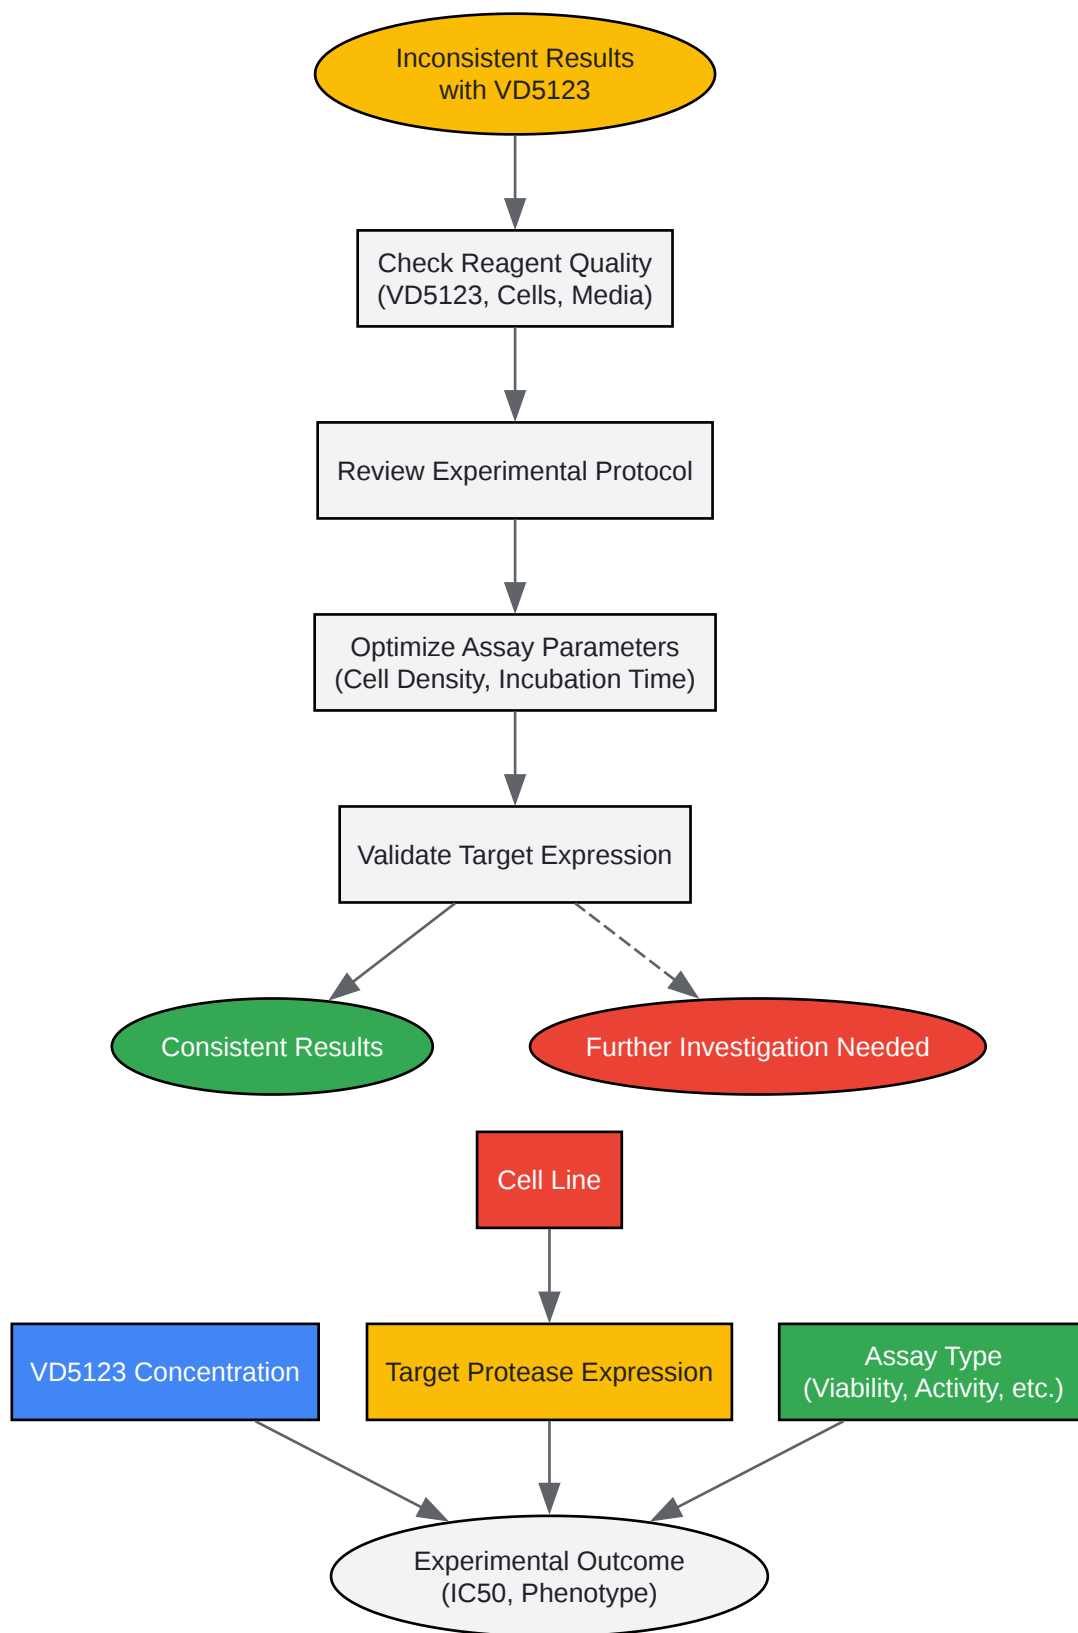 Inconsistent Results
with VD5123
Check Reagent Quality
(VD5123, Cells, Media)
Review Experimental Protocol
Optimize Assay Parameters
(Cell Density, Incubation Time)
Validate Target Expression
Consistent Results
Further Investigation Needed
Cell Line
VD5123 Concentration
Target Protease Expression
Assay Type
(Viability, Activity, etc.)
Experimental Outcome
(IC50, Phenotype)